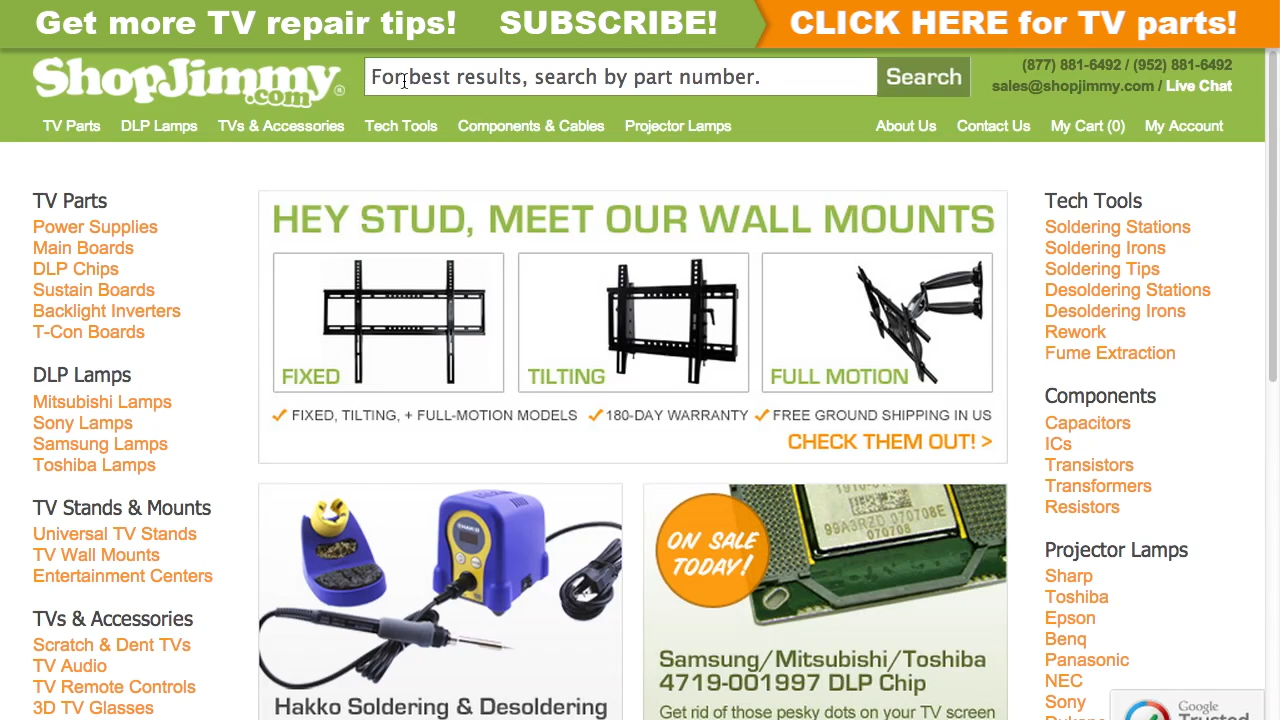 Get more TV repair tips! SUBSCRIBE! CLICK HERE for TV parts!
ShopJimmy.com®
For best results, search by part number.
Search
(877) 881-6492 / (952) 881-6492
sales@shopjimmy.com / Live Chat
TV Parts DLP Lamps TVs & Accessories Tech Tools Components & Cables Projector Lamps About Us Contact Us My Cart (0) My Account
TV Parts
Power Supplies
Main Boards
DLP Chips
Sustain Boards
Backlight Inverters
T-Con Boards
DLP Lamps
Mitsubishi Lamps
Sony Lamps
Samsung Lamps
Toshiba Lamps
TV Stands & Mounts
Universal TV Stands
TV Wall Mounts
Entertainment Centers
TVs & Accessories
Scratch & Dent TVs
TV Audio
TV Remote Controls
3D TV Glasses
HEY STUD, MEET OUR WALL MOUNTS
FIXED
TILTING
FULL MOTION
FIXED, TILTING, + FULL-MOTION MODELS 180-DAY WARRANTY FREE GROUND SHIPPING IN US
CHECK THEM OUT! >
HAKKO
Hakko Soldering & Desoldering
ON SALE
TODAY!
99A3R2D 070708E
070708
Samsung/Mitsubishi/Toshiba
4719-001997 DLP Chip
Get rid of those pesky dots on your TV screen
Tech Tools
Soldering Stations
Soldering Irons
Soldering Tips
Desoldering Stations
Desoldering Irons
Rework
Fume Extraction
Components
Capacitors
ICs
Transistors
Transformers
Resistors
Projector Lamps
Sharp
Toshiba
Epson
Benq
Panasonic
NEC
Sony
Google
Trusted